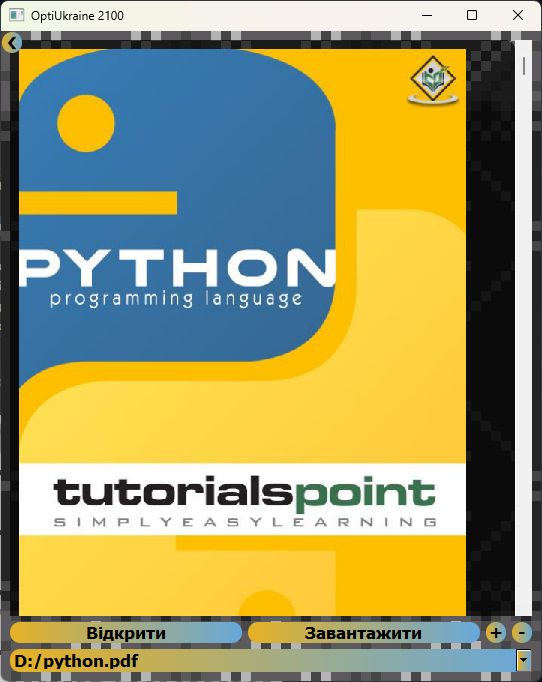 OptiUkraine 2100
PYTHON
programming language
tutorialspoint
SIMPLYEASYLEARNING
Відкрити
Завантажити
+
-
D:/python.pdf